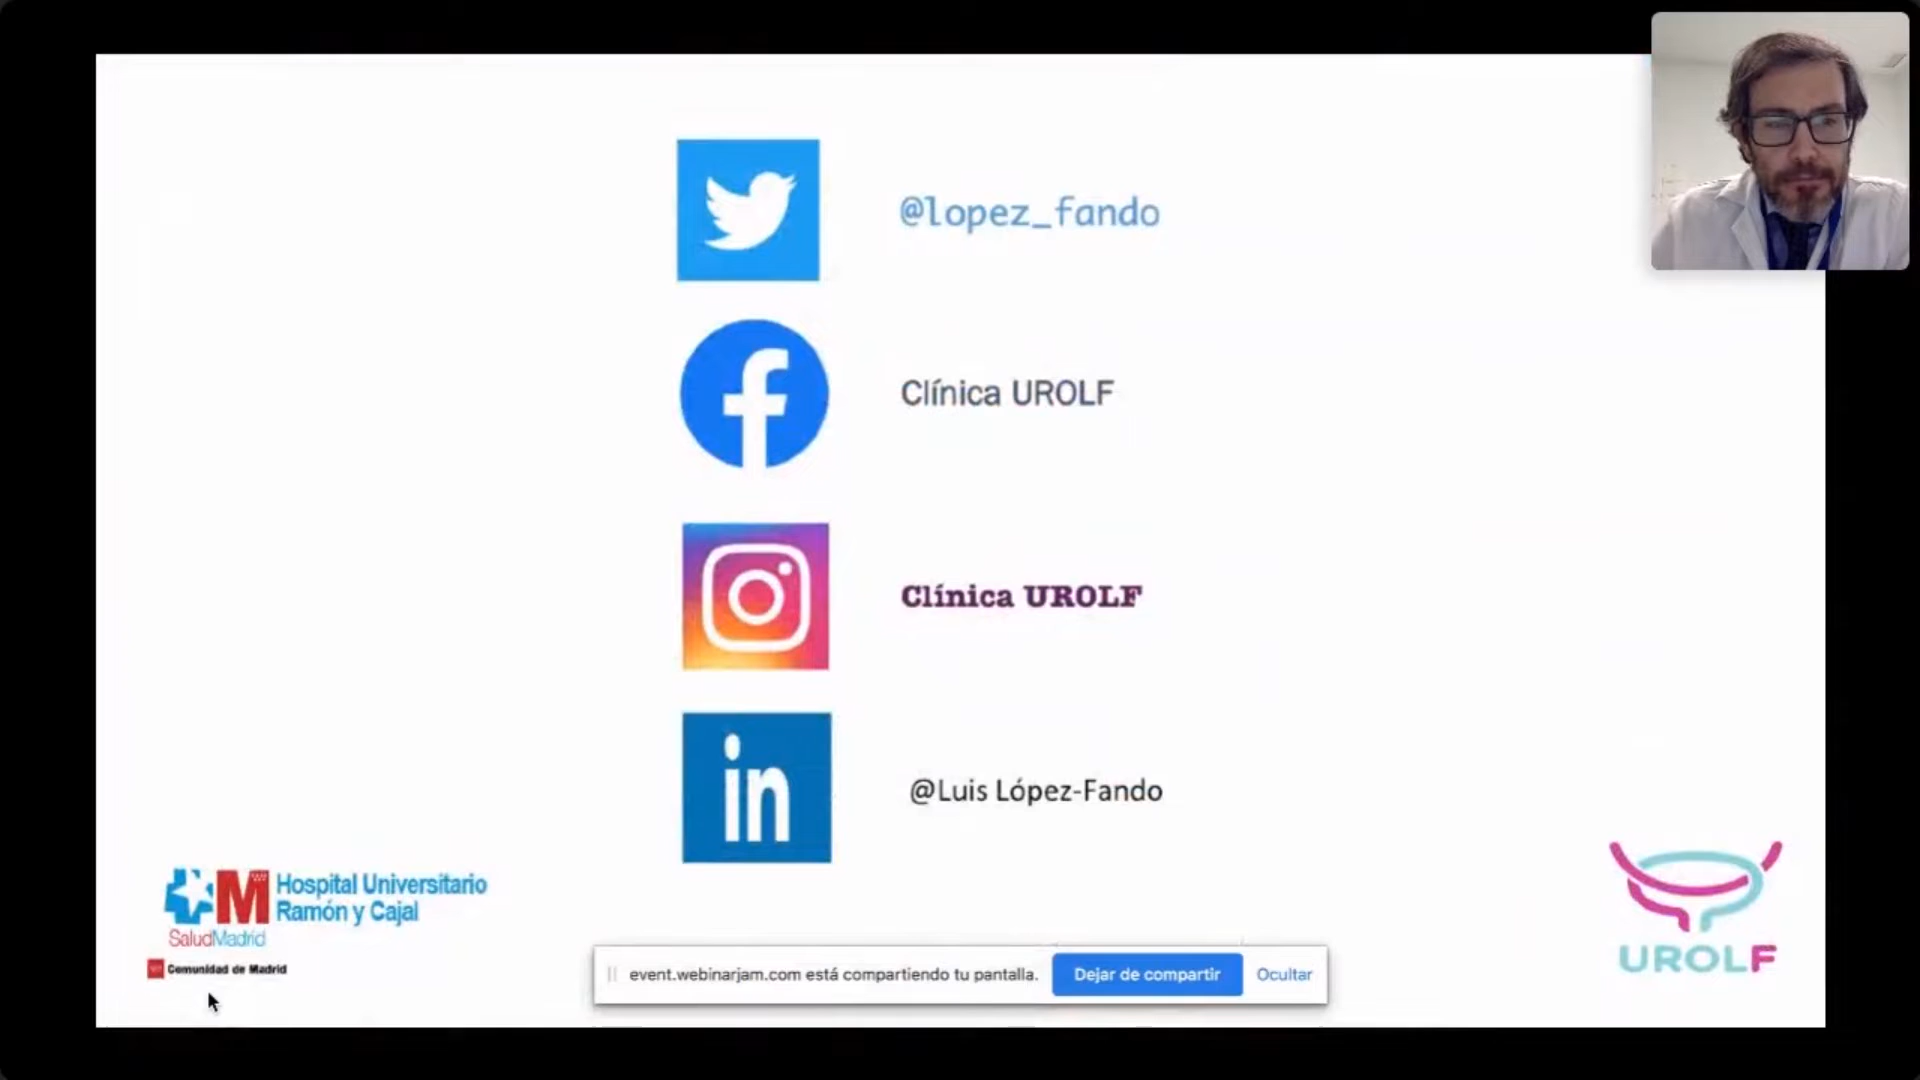 @lopez_fando
Clínica UROLF
Clínica UROLF
in
@Luis López-Fando
M
Hospital Universitario
Ramón y Cajal
SaludMadrid
Comunidad de Madrid
event.webinarjam.com está compartiendo tu pantalla.
Dejar de compartir
Ocultar
UROLF